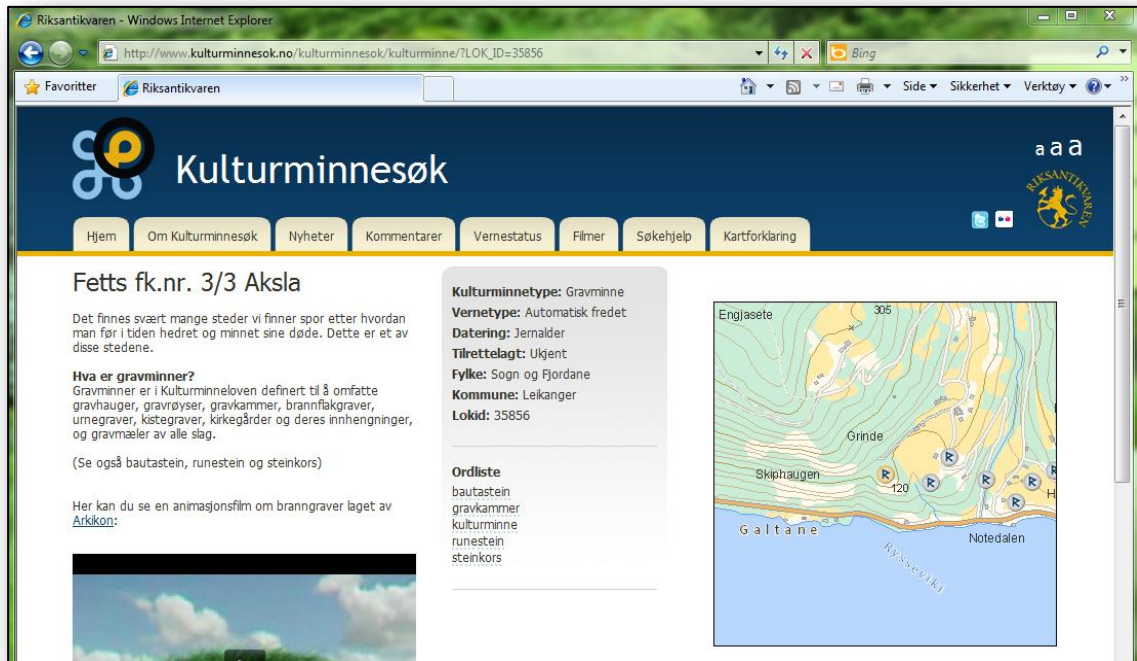 Riksantikvaren - Windows Internet Explorer
http://www.kulturminnesok.no/kulturminnesok/kulturminne/?LOK_ID=35856
Bing
Favoritter
Riksantikvaren
Side
Sikkerhet
Verktøy
Kulturminnesøk
a a a
RIKSANTIKVAREN
Hjem
Om Kulturminnesøk
Nyheter
Kommentarer
Vernestatus
Filmer
Søkehjelp
Kartforklaring
Fetts fk.nr. 3/3 Aksla
Det finnes svært mange steder vi finner spor etter hvordan
man før i tiden hedret og minnet sine døde. Dette er et av
disse stedene.
Hva er gravminner?
Gravminner er i Kulturminneloven definert til å omfatte
gravhauger, gravrøyser, gravkammer, brannflakgraver,
urnegraver, kistegraver, kirkegårder og deres innhengninger,
og gravmæler av alle slag.
(Se også bautastein, runestein og steinkors)
Her kan du se en animasjonsfilm om branngraver laget av
Arkikon:
Kulturminnetype: Gravminne
Vernetype: Automatisk fredet
Datering: Jernalder
Tilrettelagt: Ukjent
Fylke: Sogn og Fjordane
Kommune: Leikanger
Lokid: 35856
Ordliste
bautastein
gravkammer
kulturminne
runestein
steinkors
Engjasete
305
Grinde
Skiphaugen
R
R
R
R
R
R
120
H
Galtane
Notedalen
Rysseviki